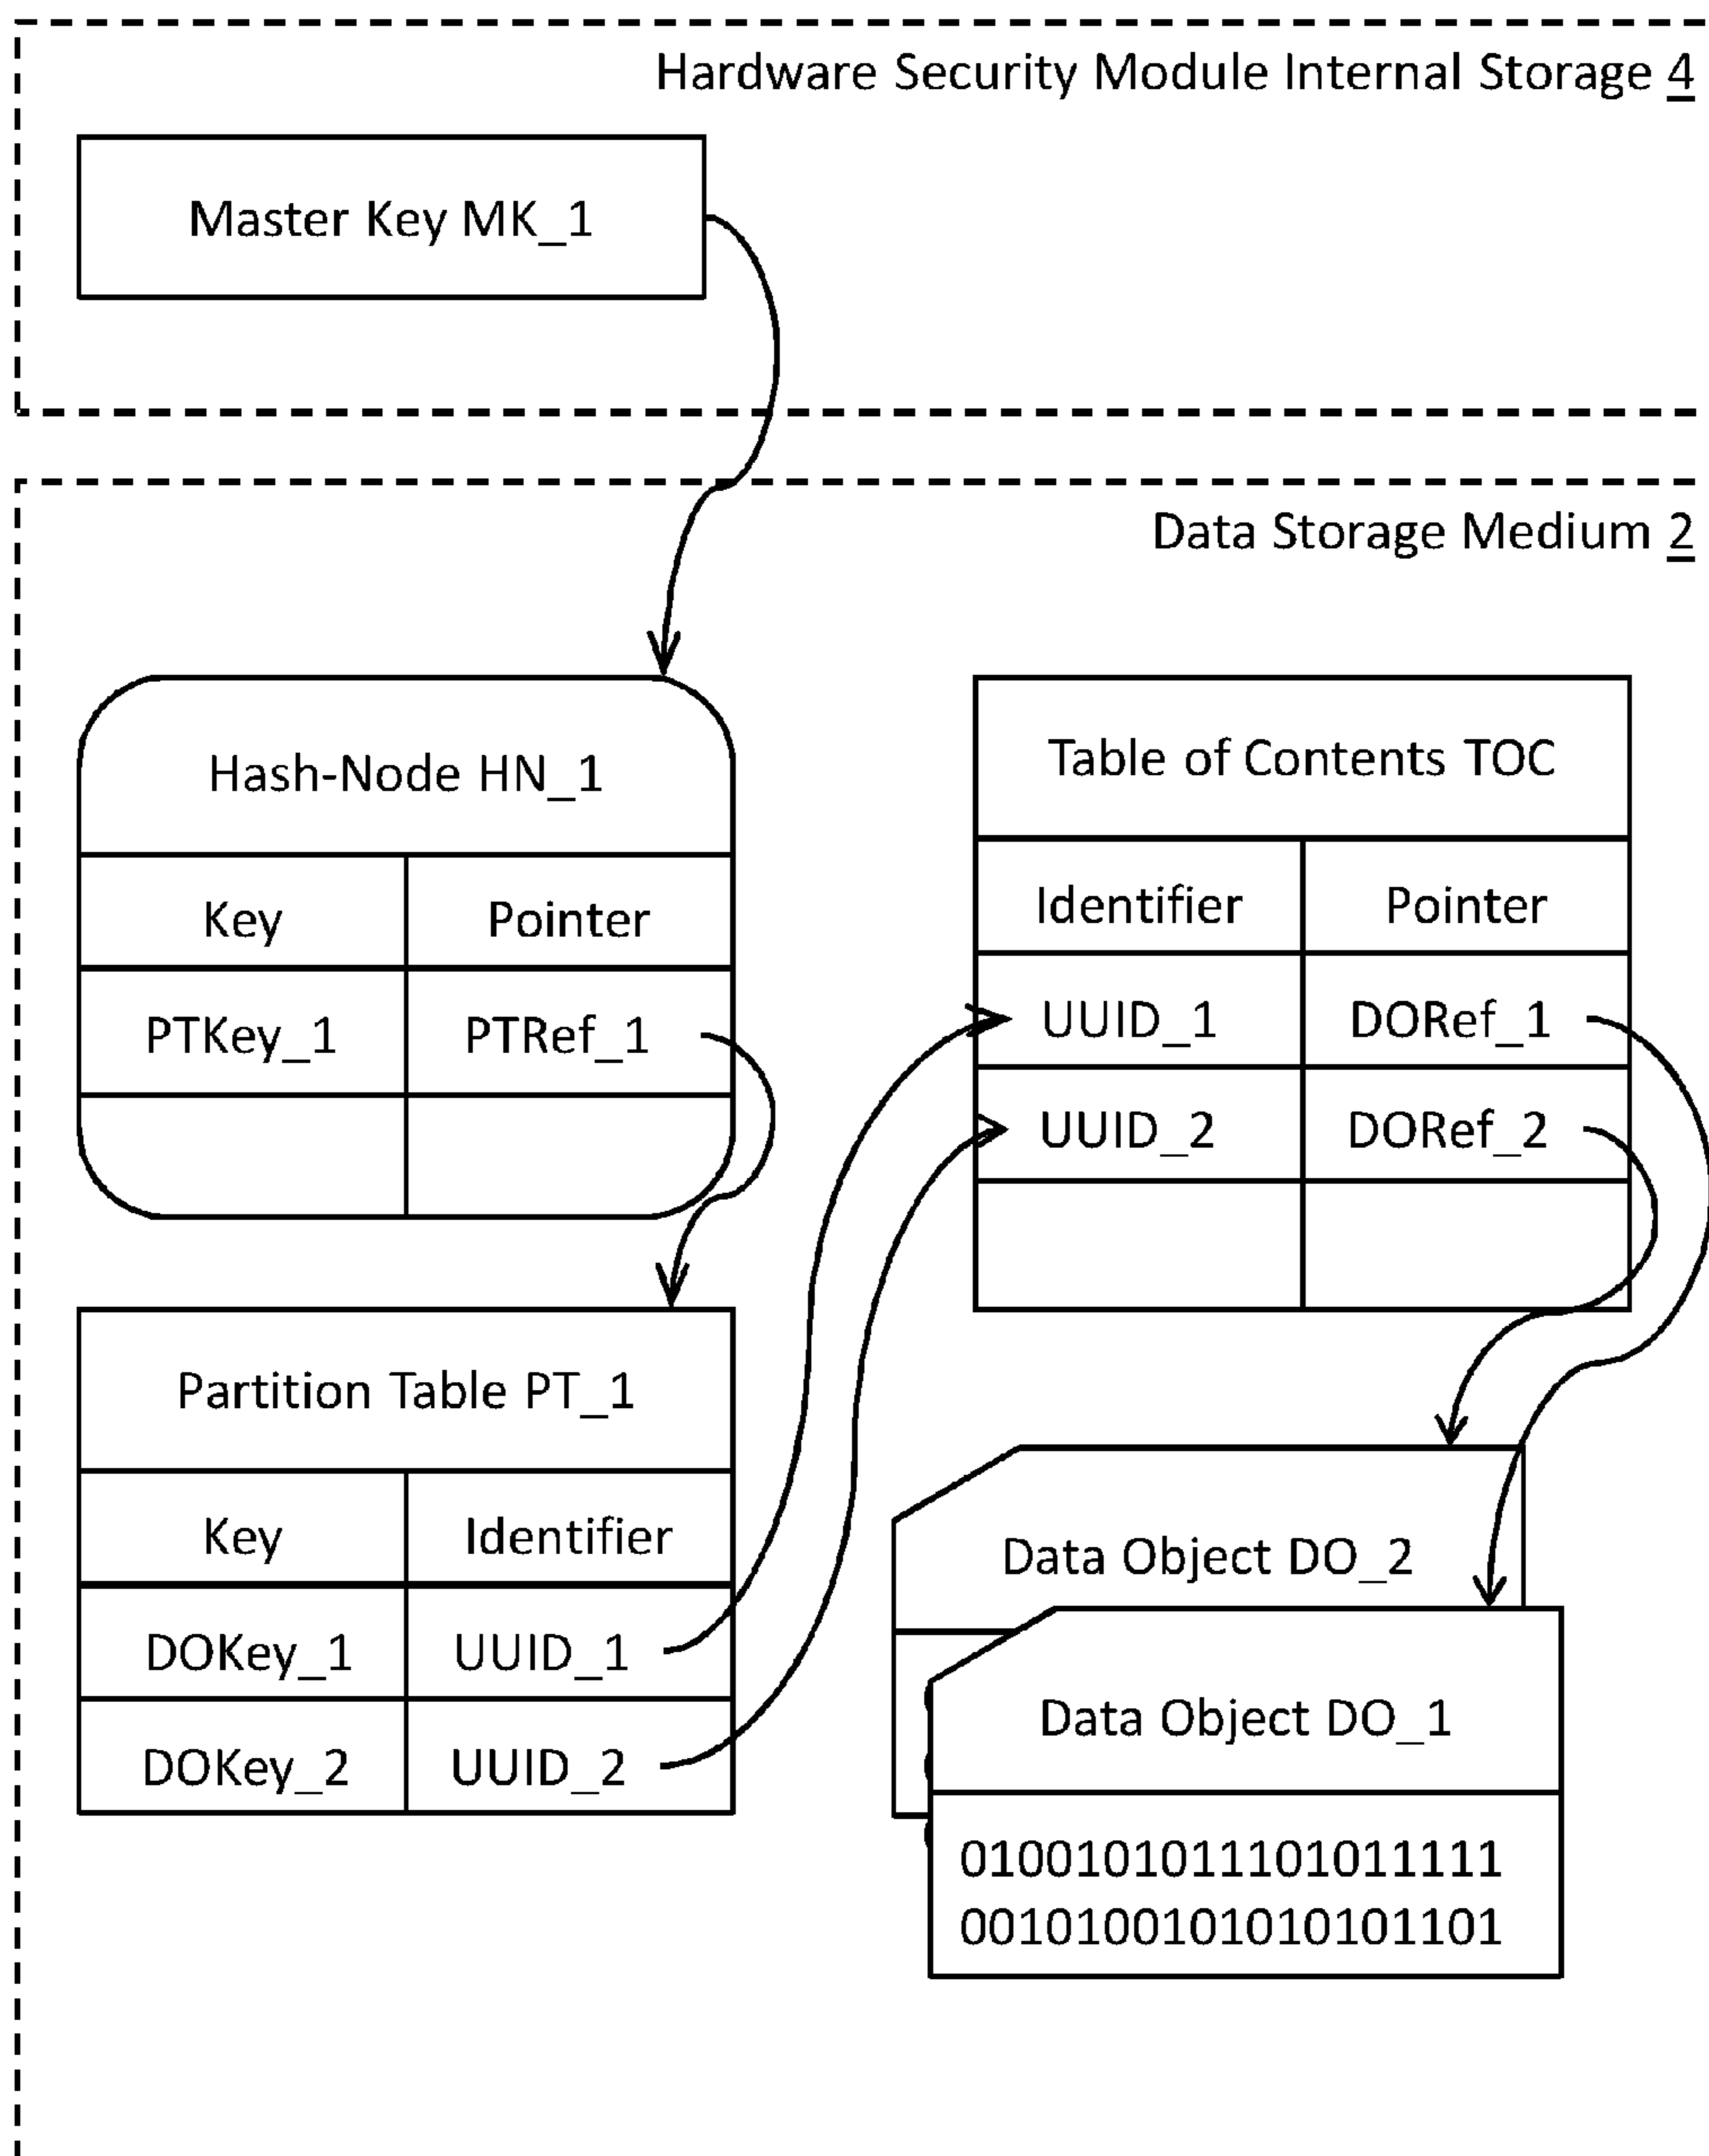 Hardware Security Module Internal Storage 4
Master Key MK_1
Data Storage Medium 2
Hash-Node HN_1
Key Pointer
PTKey_1 PTRef_1
Table of Contents TOC
Identifier Pointer
UUID_1 DORef_1
UUID_2 DORef_2
Partition Table PT_1
Key Identifier
DOKey_1 UUID_1
DOKey_2 UUID_2
Data Object DO_2
Data Object DO_1
0100101011101011111
0010100101010101101